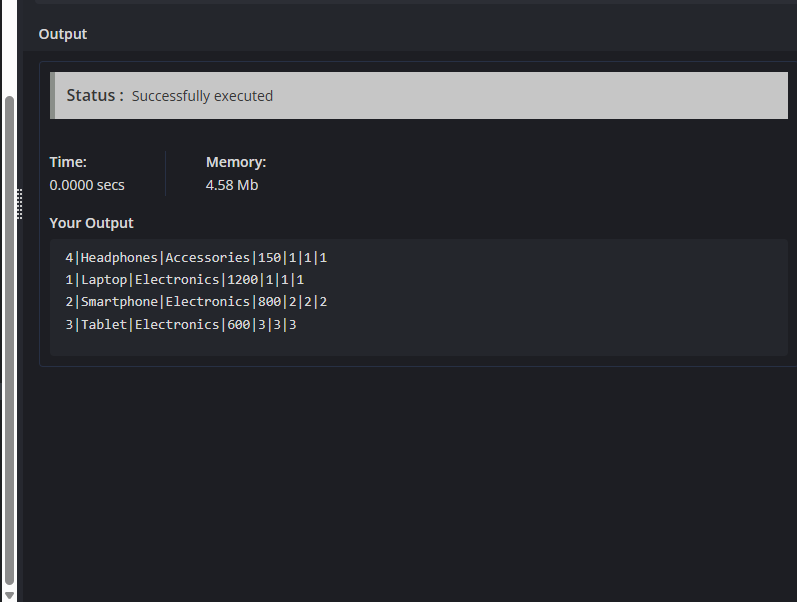 Output
Status : Successfully executed
Time:
0.0000 secs
Memory:
4.58 Mb
Your Output
4|Headphones|Accessories|150|1|1|1
1|Laptop|Electronics|1200|1|1|1
2|Smartphone|Electronics|800|2|2|2
3|Tablet|Electronics|600|3|3|3